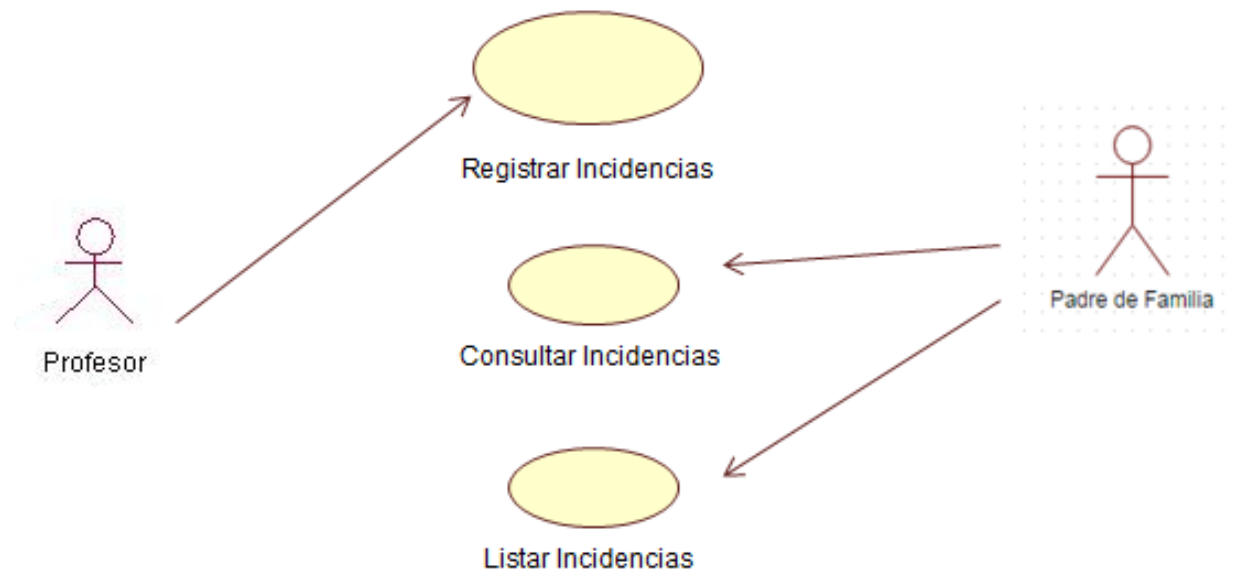 Registrar Incidencias
Profesor
Consultar Incidencias
Padre de Familia
Listar Incidencias